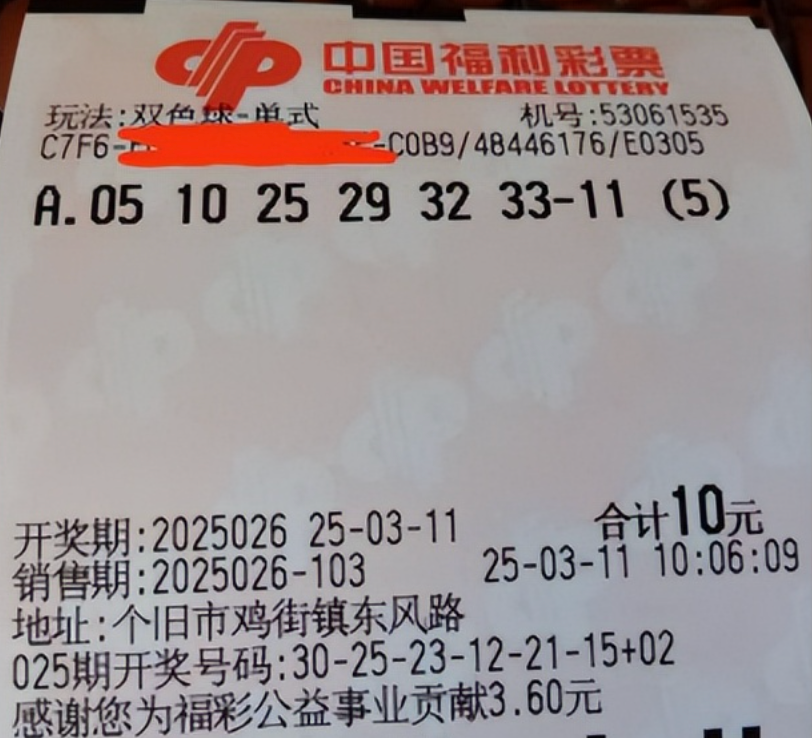 中国福利彩票
CHINA WELFARE LOTTERY
玩法:双色球-单式 机号:53061535
C7F6- -C0B9/48446176/E0305
A.05 10 25 29 32 33-11 (5)
开奖期:2025026 25-03-11 合计10元
销售期:2025026-103 25-03-11 10:06:09
地址:个旧市鸡街镇东风路
025期开奖号码:30-25-23-12-21-15+02
感谢您为福彩公益事业贡献3.60元